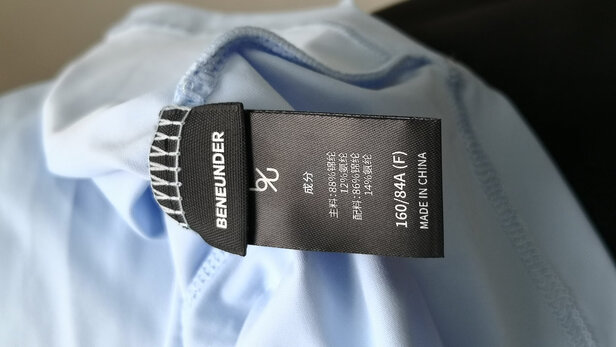 BENEUNDER
成分
主料:88%锦纶
12%氨纶
配料:86%锦纶
14%氨纶
160/84A (F)
MADE IN CHINA